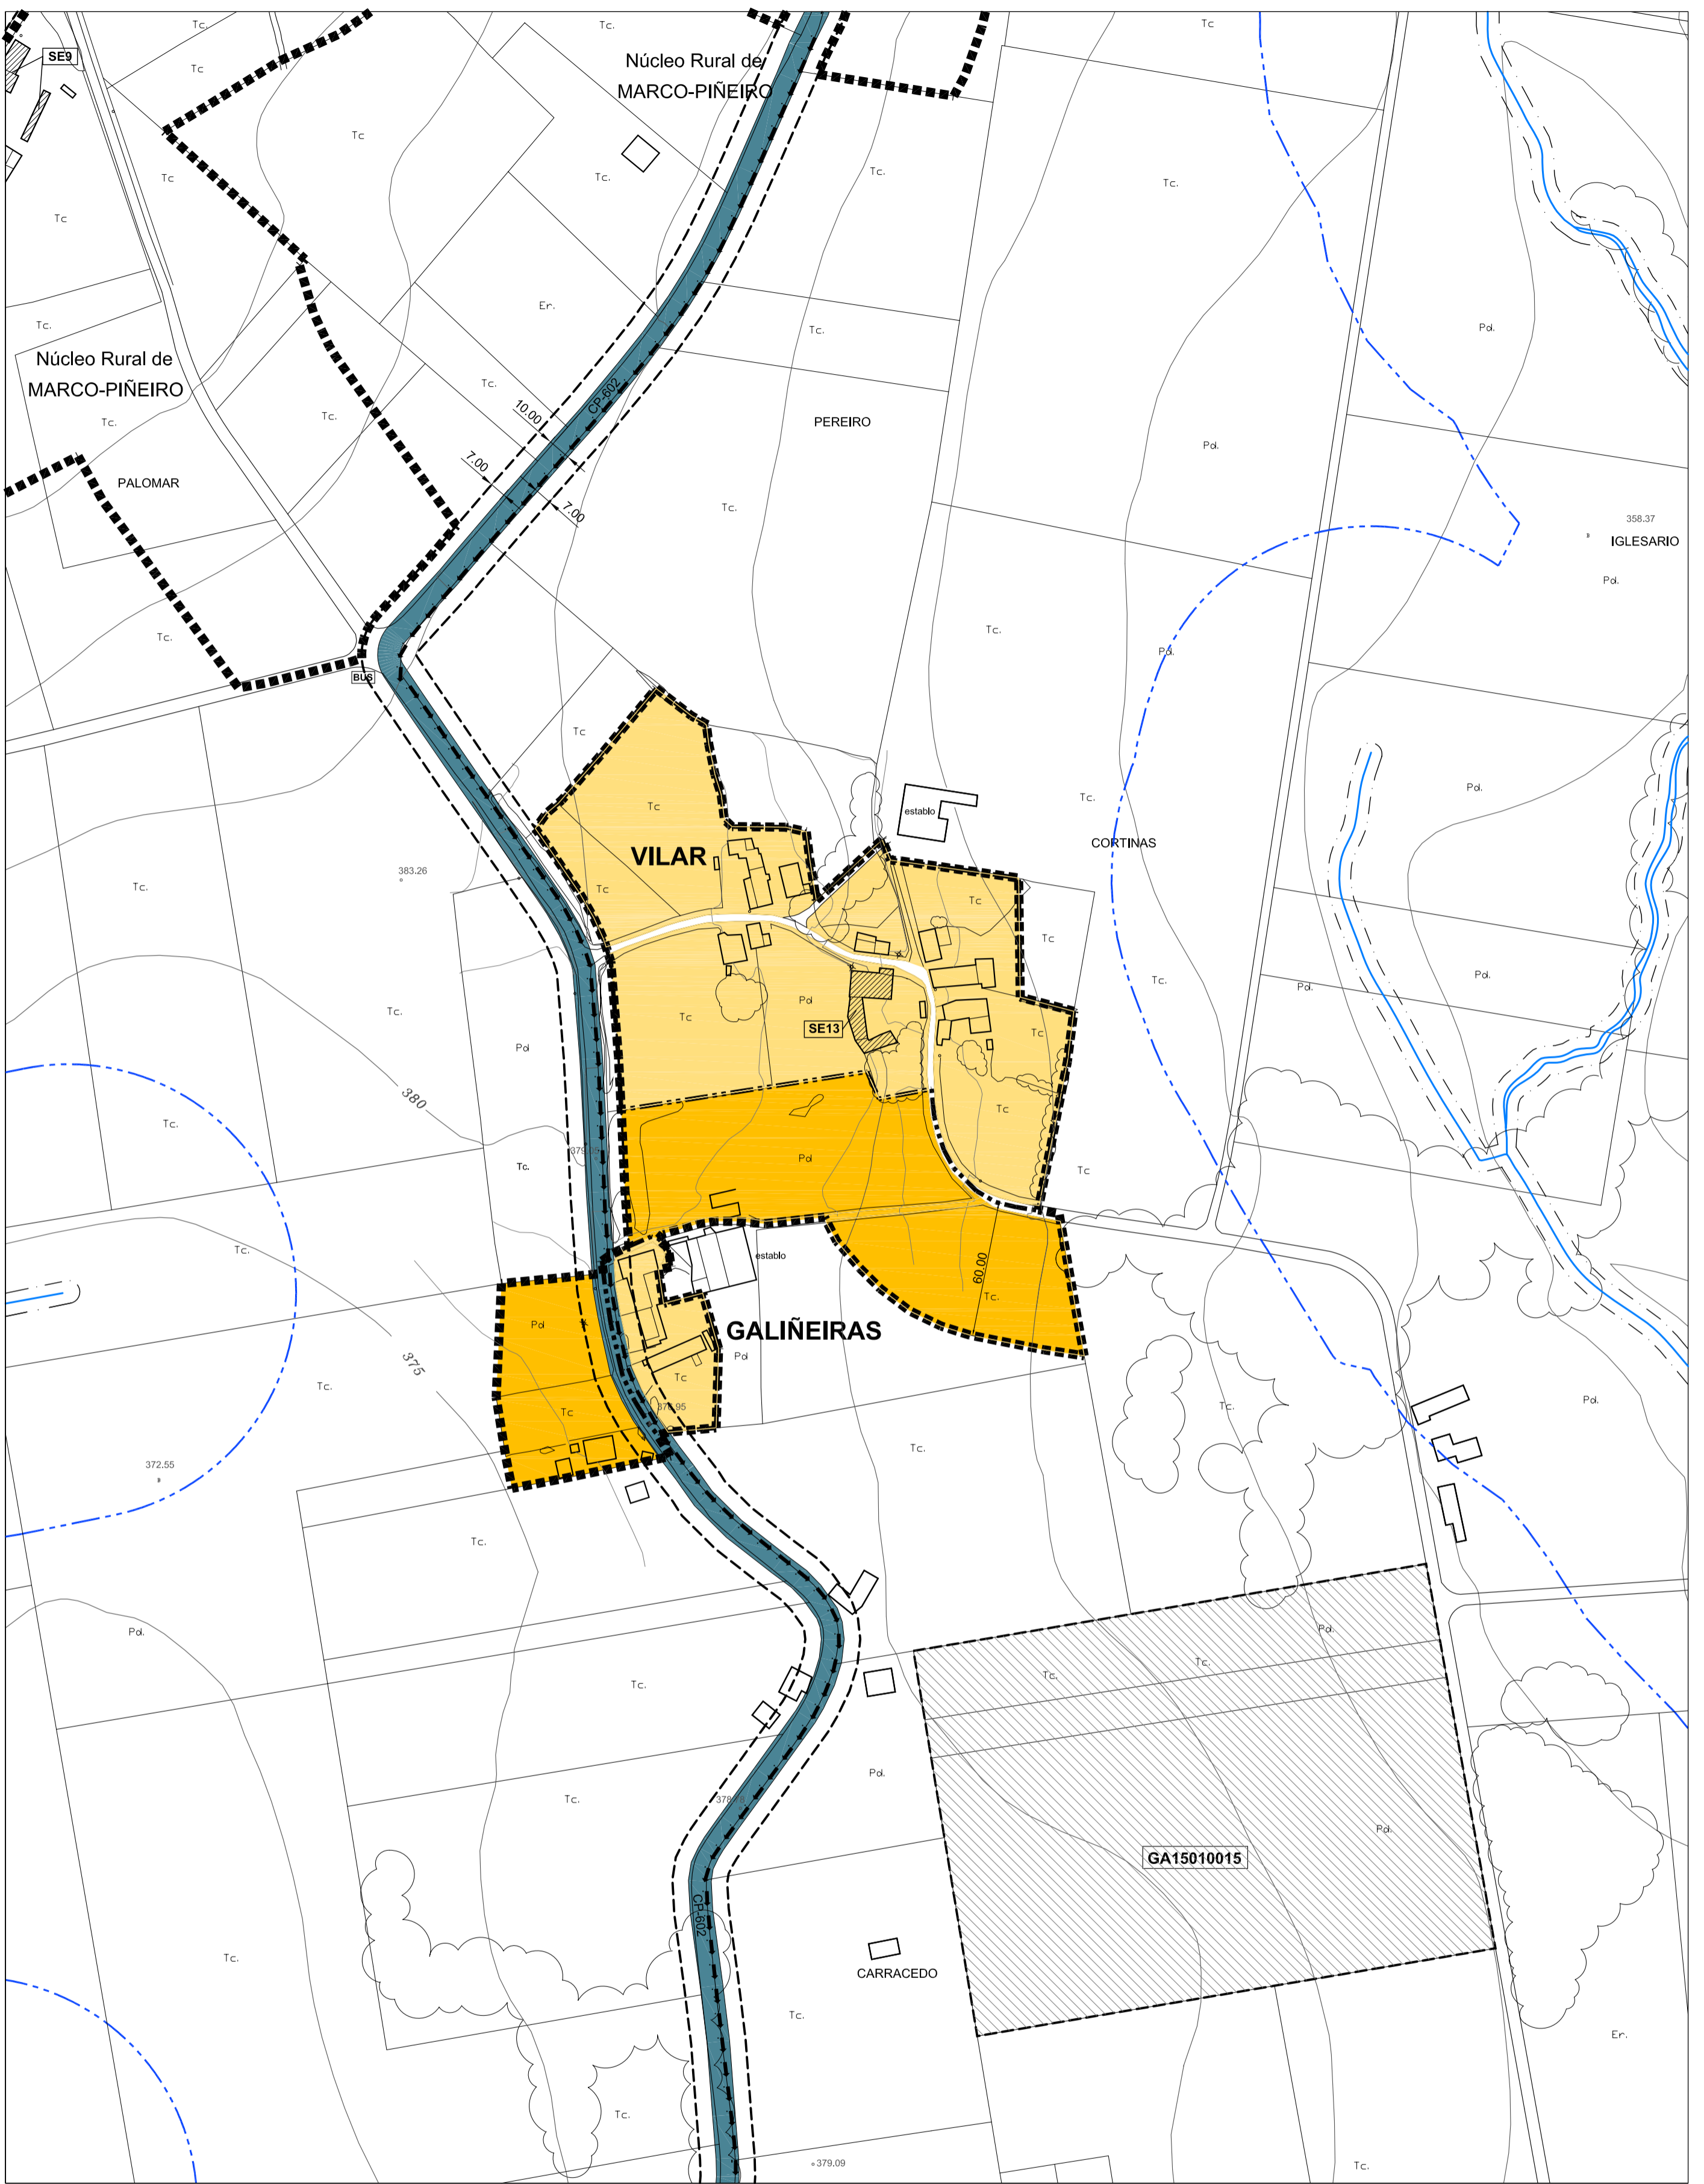 Tc.
Tc.
Tc
SE9
Núcleo Rural de
MARCO-PIÑEIRO
Tc
Tc
Tc.
Tc.
Tc
Tc.
Tc
Er.
Tc.
Tc.
Pol.
Núcleo Rural de
MARCO-PIÑEIRO
Tc.
CP-602
10.00
Tc.
Tc.
PEREIRO
Pol.
7.00
PALOMAR
7.00
Tc.
358.37
IGLESARIO
Pol.
Tc.
Tc.
Pol.
BUS
Tc
Pol.
Tc
establo
Tc.
VILAR
CORTINAS
383.26
Tc.
Tc
Tc
Tc
Pol.
Tc.
Pol.
Pol
Tc.
Tc
SE13
Tc
Pol
380
Tc
Tc.
Pol
Tc.
Tc
Tc.
establo
60.00
Tc.
Pol
GALIÑEIRAS
375
Pol
Tc
Tc.
Pol.
Tc
Tc.
Tc.
372.55
Tc.
Pol.
Pol.
Tc.
Tc.
Tc.
Pol.
Tc.
Pol.
GA15010015
CP-602
Tc.
CARRACEDO
Tc.
Er.
Tc.
379.09
Tc.